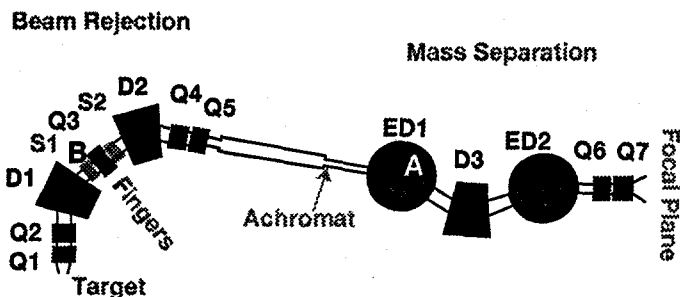 Beam Rejection
Mass Separation
D1
S1
Q3
S2
D2
Q4
Q5
B
Fingers
Q2
Q1
Target
Achromat
ED1
A
D3
ED2
Q6
Q7
Focal Plane